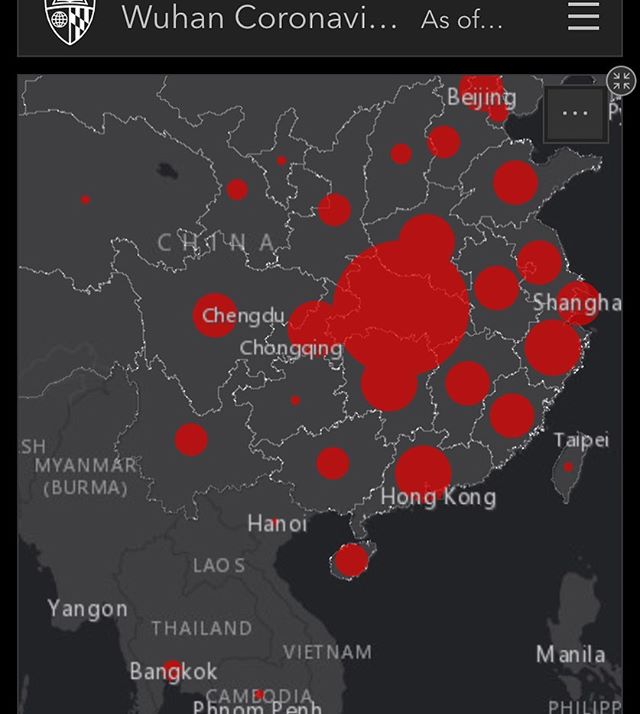 Wuhan Coronavi... As of...
Beijing
CHINA
Shangha
Chengdu
Chongqing
Taipei
SH
MYANMAR
(BURMA)
Hong Kong
Hanoi
LAOS
Yangon
THAILAND
VIETNAM
Manila
Bangkok
CAMBODIA
Phnom Penh
PHILIPP